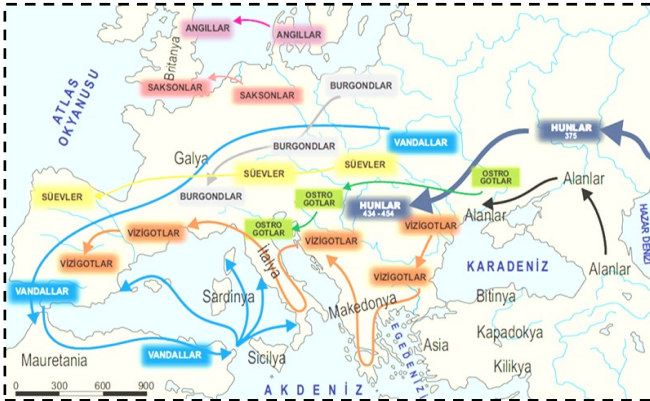 ANGILLAR
ANGILLAR
Britanya
SAKSONLAR
SAKSONLAR
BURGONDLAR
ATLAS
OKYANUSU
HUNLAR
375
VANDALLAR
BURGONDLAR
Galya
SÜEVLER
SÜEVLER
OSTRO
GOTLAR
Alanlar
SÜEVLER
BURGONDLAR
OSTRO
GOTLAR
HUNLAR
434 - 454
Alanlar
HAZAR DENİZİ
VİZİGOTLAR
OSTRO
GOTLAR
VİZİGOTLAR
VİZİGOTLAR
İtalya
VİZİGOTLAR
KARADENİZ
Alanlar
VİZİGOTLAR
VANDALLAR
Sardinya
Makedonya
Bitinya
EGEDENİZİ
Asia
Kapadokya
Mauretania
VANDALLAR
Sicilya
Kilikya
AKDENİZ
0 300 600 900